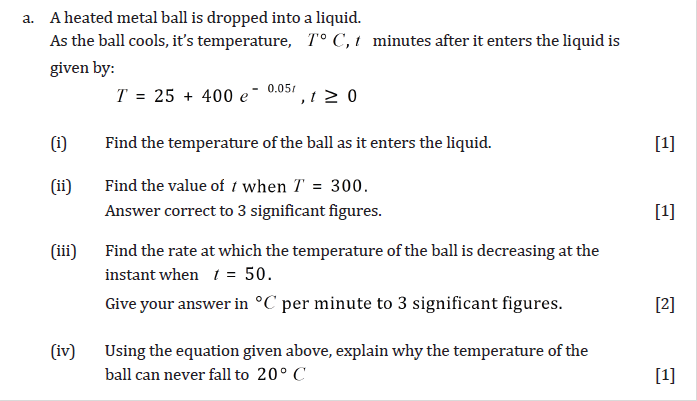 a. A heated metal ball is dropped into a liquid.
As the ball cools, it's temperature, T° C, t minutes after it enters the liquid is
given by:
T = 25 + 400 e^{- 0.05t}, t ≥ 0
(i) Find the temperature of the ball as it enters the liquid. [1]
(ii) Find the value of t when T = 300.
Answer correct to 3 significant figures. [1]
(iii) Find the rate at which the temperature of the ball is decreasing at the
instant when t = 50.
Give your answer in °C per minute to 3 significant figures. [2]
(iv) Using the equation given above, explain why the temperature of the
ball can never fall to 20° C [1]